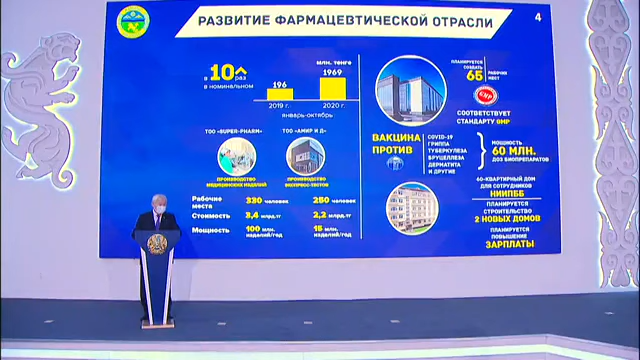 РАЗВИТИЕ ФАРМАЦЕВТИЧЕСКОЙ ОТРАСЛИ
4
в 10 раз
в номинальном
млн. тенге
196
1969
2019 г.
2020 г.
январь-октябрь
ТОО «SUPER-PHARM»
ТОО «АМИР И Д»
ПРОИЗВОДСТВО
МЕДИЦИНСКИХ ИЗДЕЛИЙ
ПРОИЗВОДСТВО
ЭКСПРЕСС-ТЕСТОВ
Рабочие места
330 человек
250 человек
Стоимость
3,4 млрд.тг
2,2 млрд.тг
Мощность
100 млн. изделий/год
15 млн. изделий/год
ПЛАНИРУЕТСЯ
СОЗДАТЬ
65 РАБОЧИХ МЕСТ
GMP
СООТВЕТСТВУЕТ
СТАНДАРТУ GMP
ВАКЦИНА
ПРОТИВ
COVID-19
ГРИППА
ТУБЕРКУЛЕЗА
БРУЦЕЛЛЕЗА
ДЕРМАТИТА
И ДРУГИЕ
МОЩНОСТЬ
60 МЛН.
ДОЗ БИОПРЕПАРАТОВ
60-КВАРТИРНЫЙ ДОМ
ДЛЯ СОТРУДНИКОВ
НИИПББ
ПЛАНИРУЕТСЯ
СТРОИТЕЛЬСТВО
2 НОВЫХ ДОМОВ
ПЛАНИРУЕТСЯ
ПОВЫШЕНИЕ
ЗАРПЛАТЫ